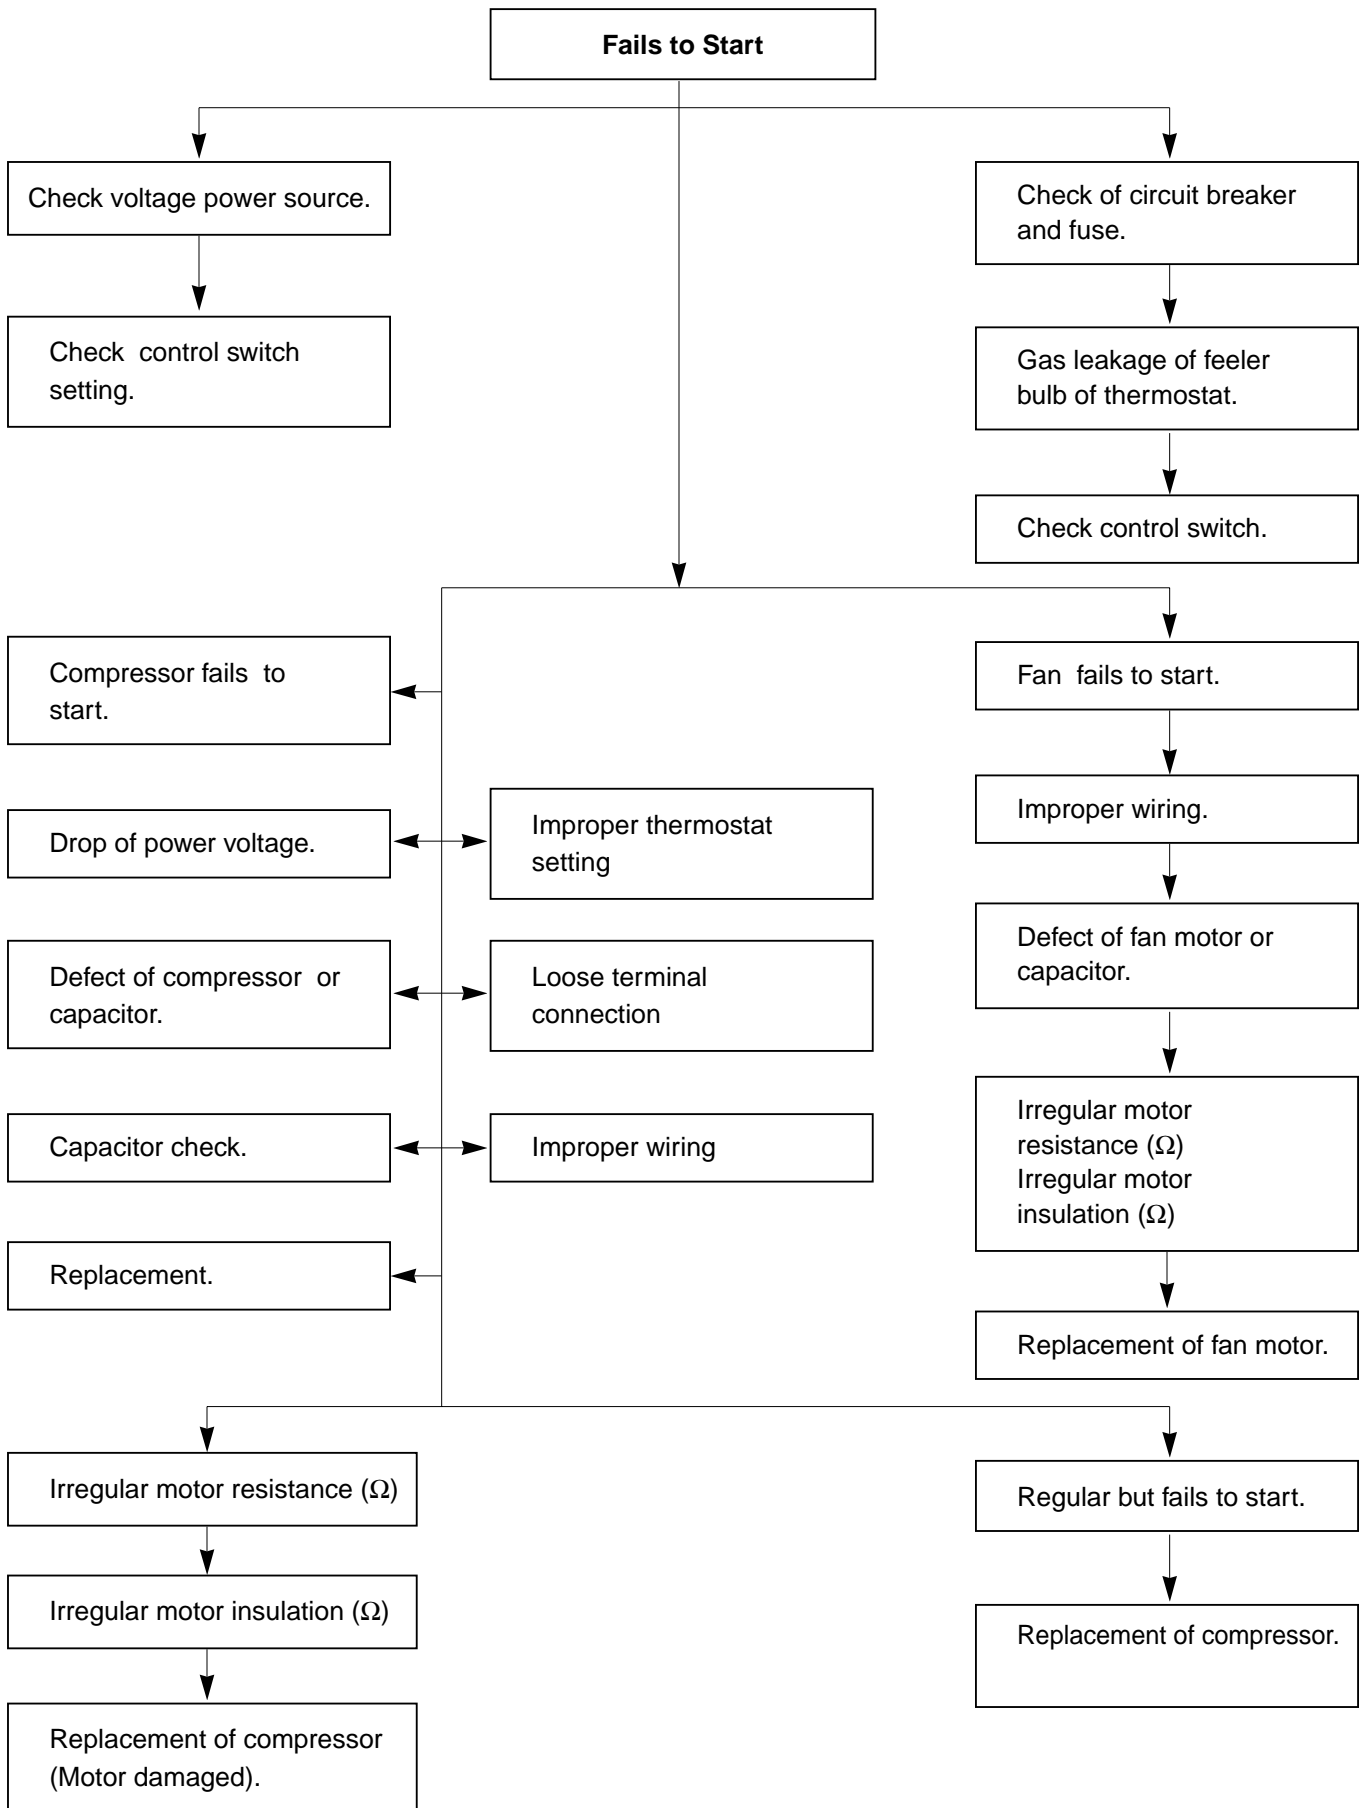 Fails to Start
Check voltage power source.
Check control switch
setting.
Check of circuit breaker
and fuse.
Gas leakage of feeler
bulb of thermostat.
Check control switch.
Compressor fails to
start.
Drop of power voltage.
Defect of compressor or
capacitor.
Capacitor check.
Replacement.
Improper thermostat
setting
Loose terminal
connection
Improper wiring
Fan fails to start.
Improper wiring.
Defect of fan motor or
capacitor.
Irregular motor
resistance (Ω)
Irregular motor
insulation (Ω)
Replacement of fan motor.
Irregular motor resistance (Ω)
Irregular motor insulation (Ω)
Replacement of compressor
(Motor damaged).
Regular but fails to start.
Replacement of compressor.